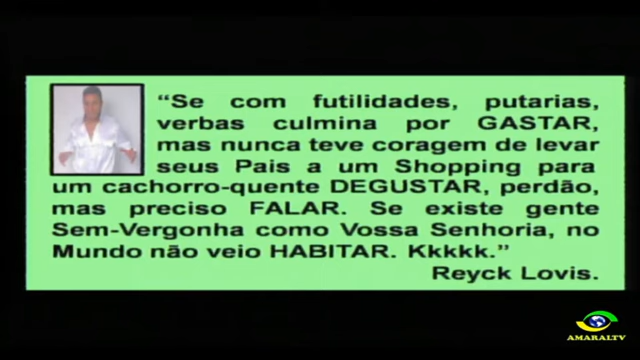 “Se com futilidades, putarias,
verbas culmina por GASTAR,
mas nunca teve coragem de levar
seus Pais a um Shopping para
um cachorro-quente DEGUSTAR, perdão,
mas preciso FALAR. Se existe gente
Sem-Vergonha como Vossa Senhoria, no
Mundo não veio HABITAR. Kkkkk.”
Reyck Lovis.
AMARALTV